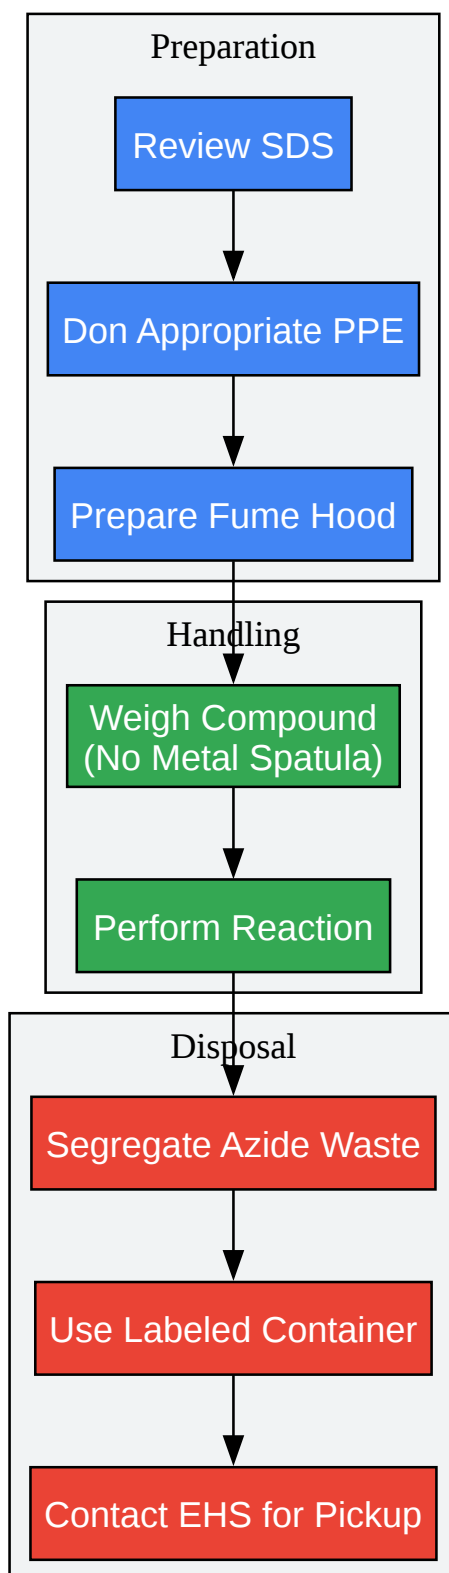 Preparation
Review SDS
Don Appropriate PPE
Prepare Fume Hood
Handling
Weigh Compound
(No Metal Spatula)
Perform Reaction
Disposal
Segregate Azide Waste
Use Labeled Container
Contact EHS for Pickup